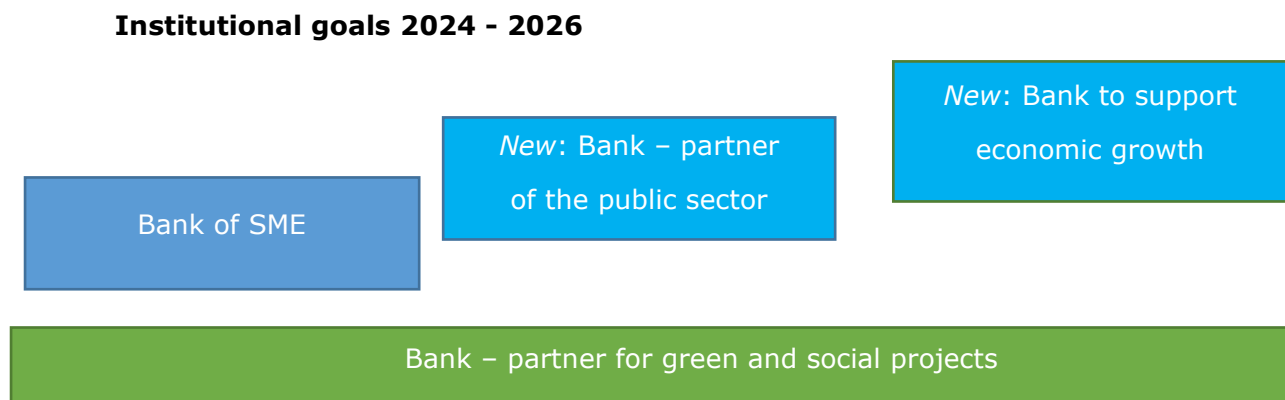 Institutional goals 2024 - 2026
New: Bank to support
economic growth
New: Bank – partner
of the public sector
Bank of SME
Bank – partner for green and social projects